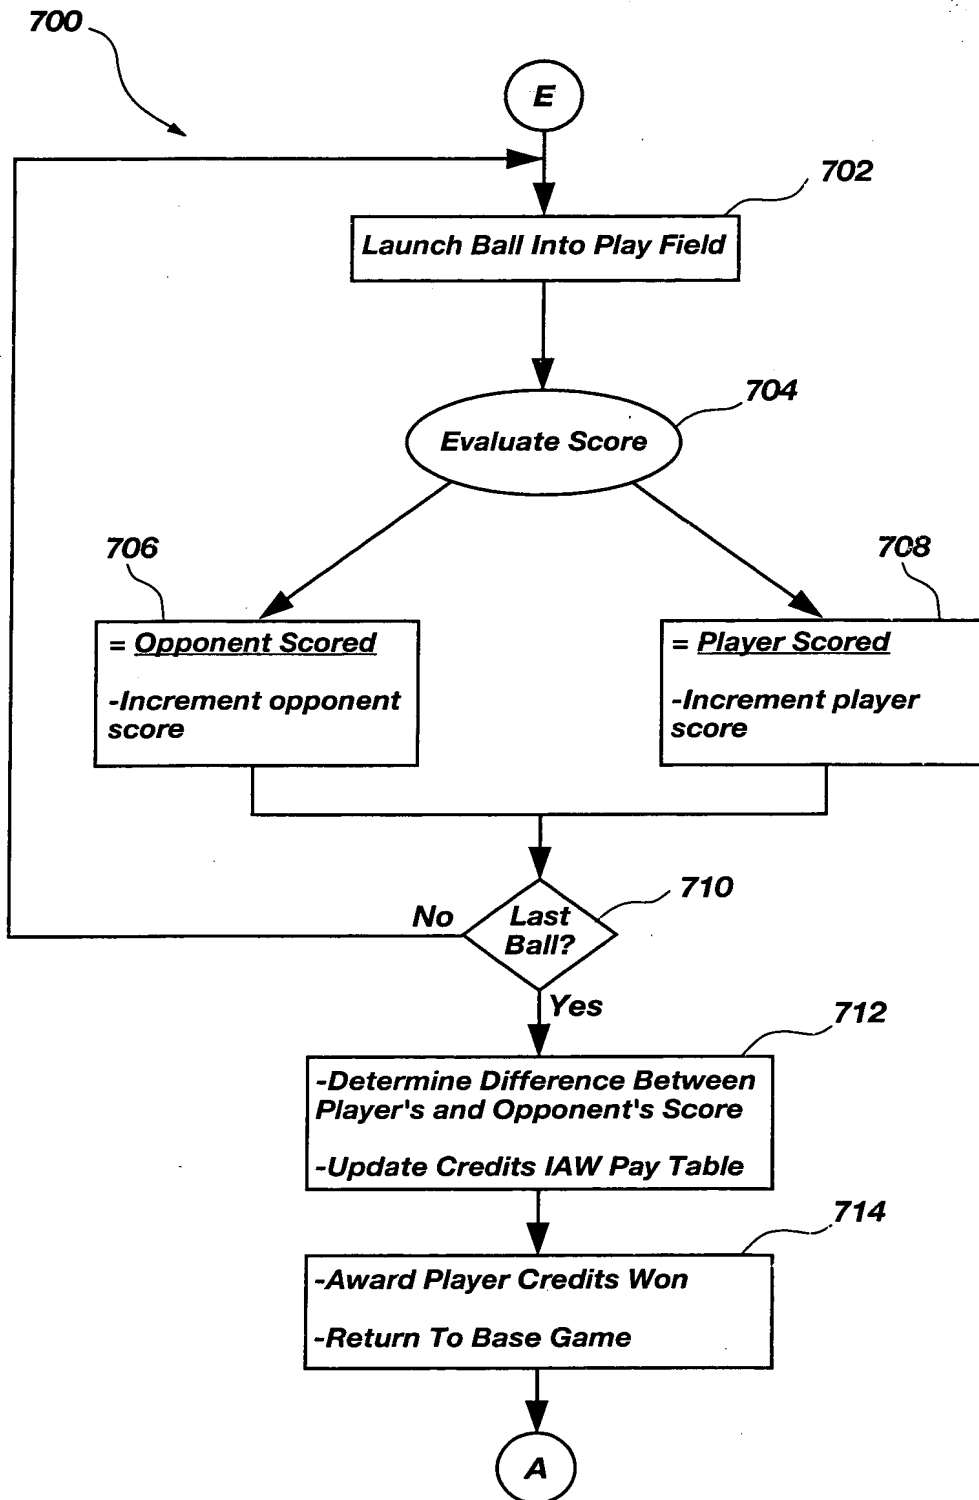 700
E
702
Launch Ball Into Play Field
704
Evaluate Score
706
708
= Opponent Scored
-Increment opponent
score
= Player Scored
-Increment player
score
710
No
Last
Ball?
Yes
712
-Determine Difference Between
Player's and Opponent's Score
-Update Credits IAW Pay Table
714
-Award Player Credits Won
-Return To Base Game
A